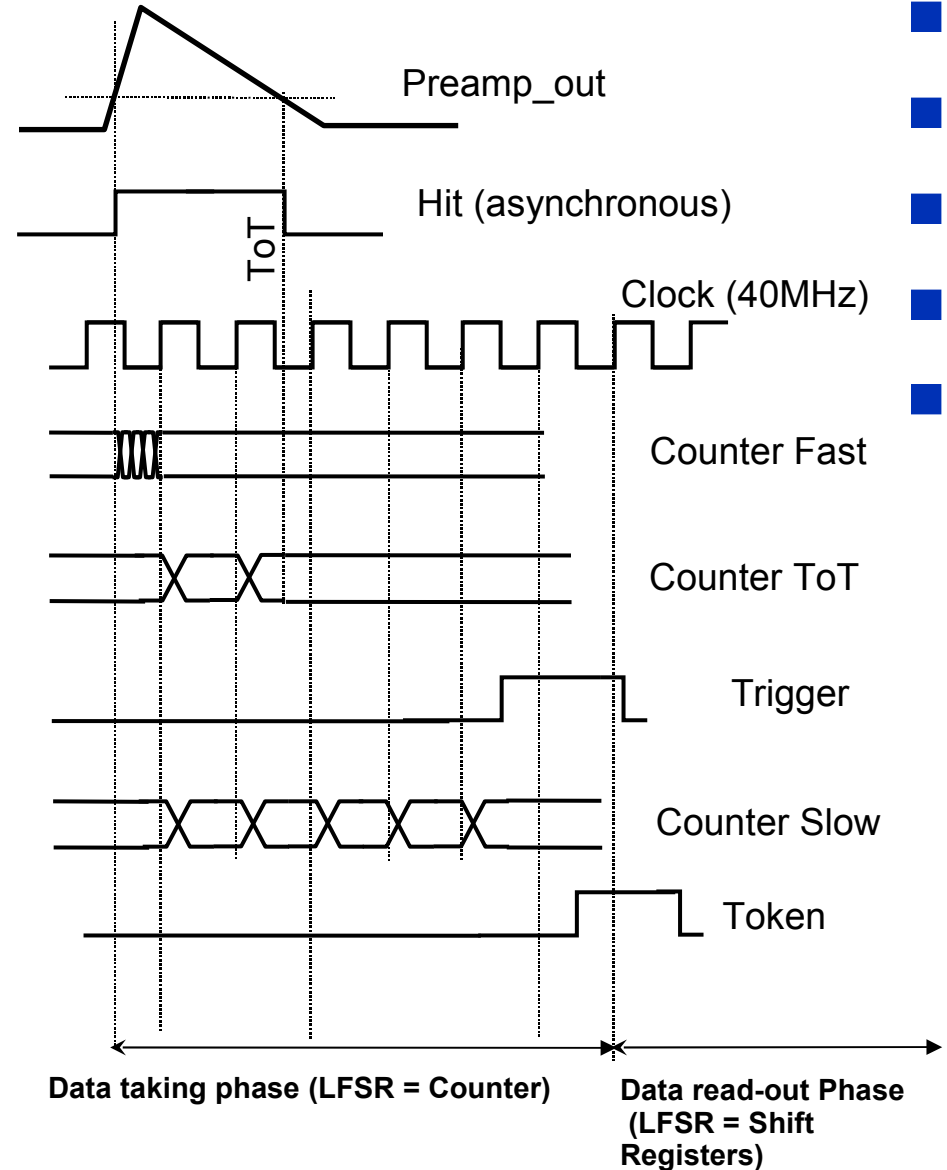 Preamp_out
Hit (asynchronous)
ToT
Clock (40MHz)
Counter Fast
Counter ToT
Trigger
Counter Slow
Token
Data taking phase (LFSR = Counter)
Data read-out Phase
(LFSR = Shift
Registers)